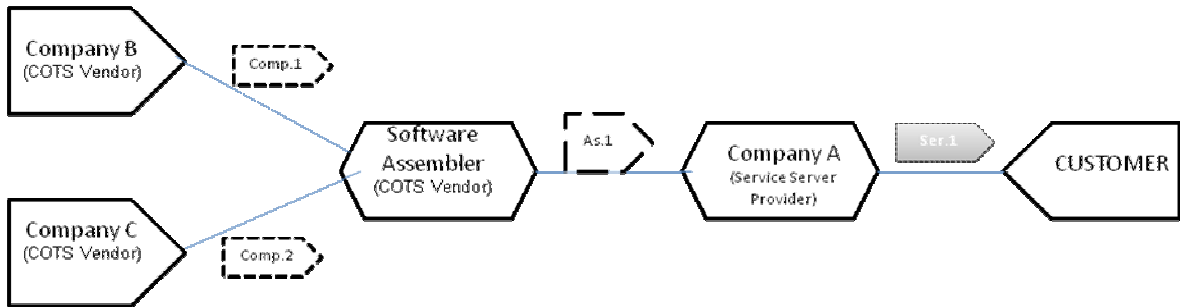 Company B
(COTS Vendor)
Comp.1
Software
Assembler
(COTS Vendor)
As.1
Company A
(Service Server
Provider)
Ser.1
CUSTOMER
Company C
(COTS Vendor)
Comp.2